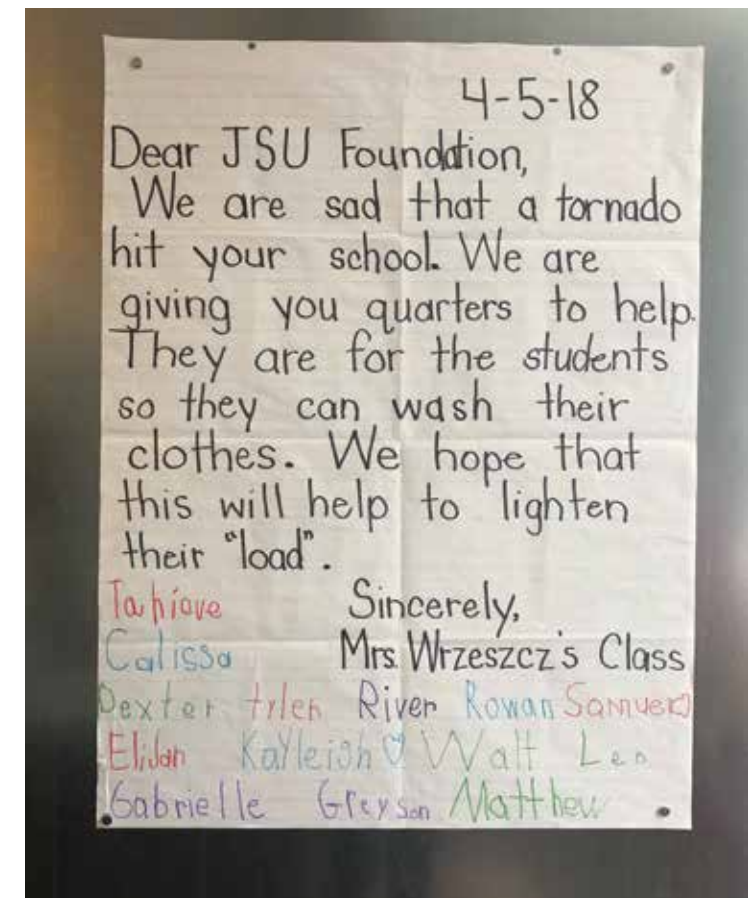 4-5-18
Dear JSU Foundation,
We are sad that a tornado
hit your school. We are
giving you quarters to help.
They are for the students
so they can wash their
clothes. We hope that
this will help to lighten
their "load".
Sincerely,
Calissa Mrs. Wrzeszcz's Class
Dexter tyler River Rowan Samuel
Elijah Kayleigh Walt Leo
Gabrielle Greyson Matthew